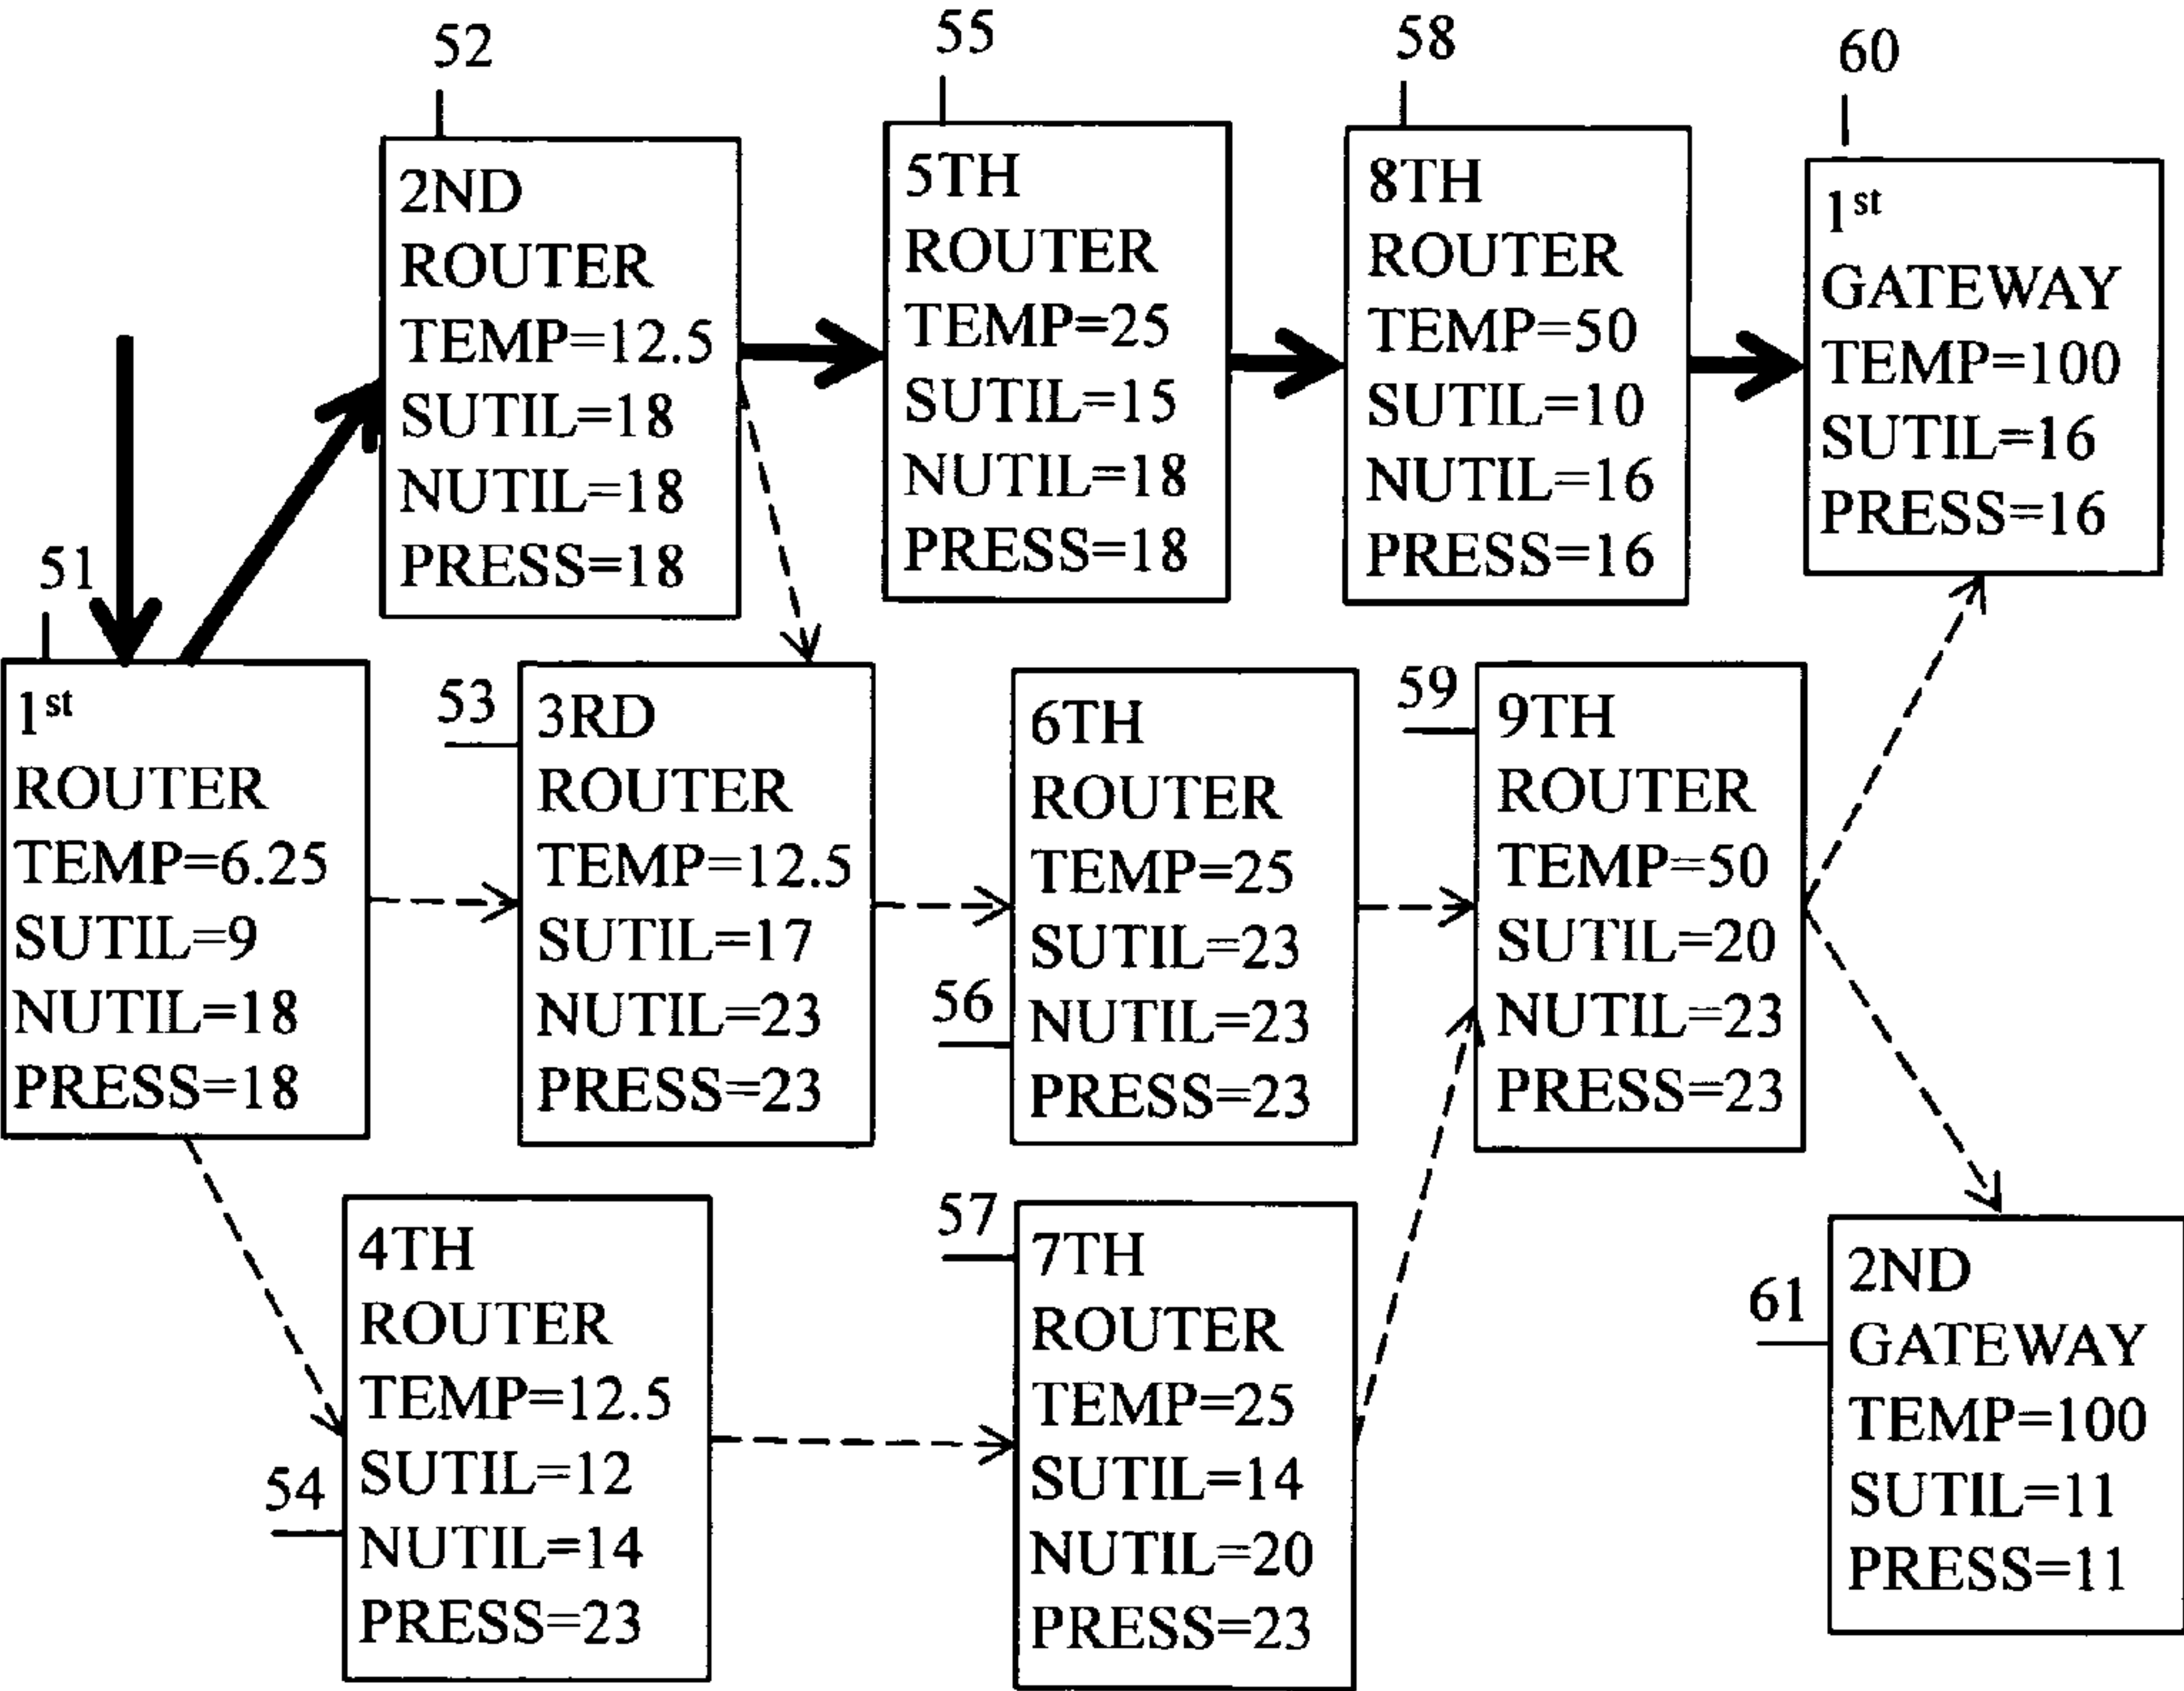 52
2ND
ROUTER
TEMP=12.5
SUTIL=18
NUTIL=18
PRESS=18
55
5TH
ROUTER
TEMP=25
SUTIL=15
NUTIL=18
PRESS=18
58
8TH
ROUTER
TEMP=50
SUTIL=10
NUTIL=16
PRESS=16
60
1st
GATEWAY
TEMP=100
SUTIL=16
PRESS=16
51
1st
ROUTER
TEMP=6.25
SUTIL=9
NUTIL=18
PRESS=18
53
3RD
ROUTER
TEMP=12.5
SUTIL=17
NUTIL=23
PRESS=23
56
6TH
ROUTER
TEMP=25
SUTIL=23
NUTIL=23
PRESS=23
59
9TH
ROUTER
TEMP=50
SUTIL=20
NUTIL=23
PRESS=23
54
4TH
ROUTER
TEMP=12.5
SUTIL=12
NUTIL=14
PRESS=23
57
7TH
ROUTER
TEMP=25
SUTIL=14
NUTIL=20
PRESS=23
61
2ND
GATEWAY
TEMP=100
SUTIL=11
PRESS=11